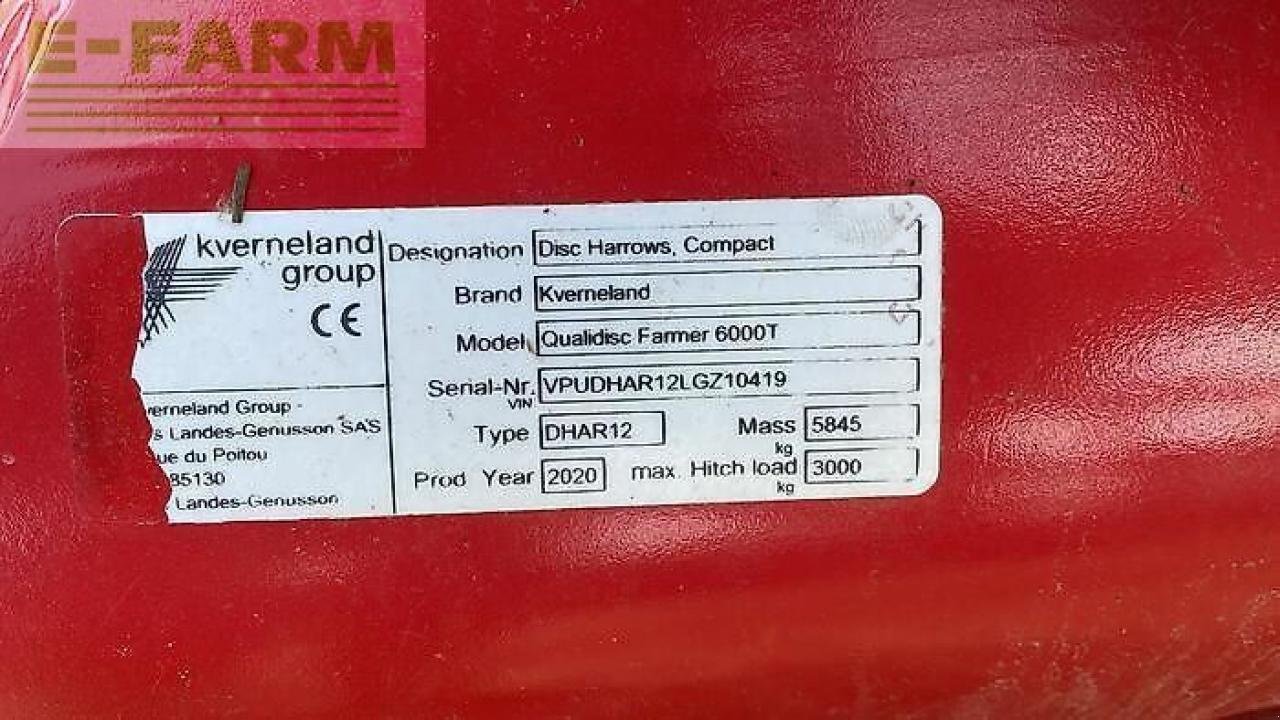 E-FARM
kverneland
group
CE
Designation Disc Harrows, Compact
Brand Kverneland
Model Qualidisc Farmer 6000T
Serial-Nr. VPUDHAR12LGZ10419
VIN
Type DHAR12 Mass 5845
kg
Prod Year 2020 max. Hitch load 3000
kg
verneland Group -
s Landes-Genusson SAS
ue du Poitou
85130
Landes-Genusson